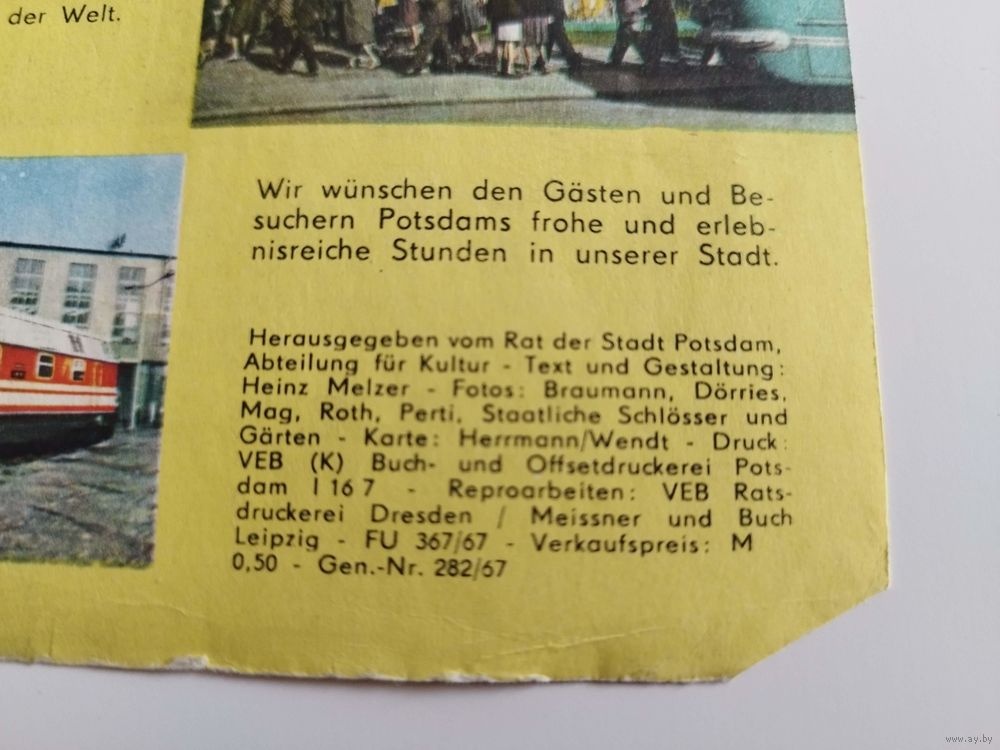 der Welt.
Wir wünschen den Gästen und Be-
suchern Potsdams frohe und erleb-
nisreiche Stunden in unserer Stadt.
Herausgegeben vom Rat der Stadt Potsdam,
Abteilung für Kultur - Text und Gestaltung:
Heinz Melzer - Fotos: Braumann, Dörries,
Mag, Roth, Perti, Staatliche Schlösser und
Gärten - Karte: Herrmann/Wendt - Druck:
VEB (K) Buch- und Offsetdruckerei Pots-
dam I 16 7 - Reproarbeiten: VEB Rats-
druckerei Dresden / Meissner und Buch
Leipzig - FU 367/67 - Verkaufspreis: M
0,50 - Gen.-Nr. 282/67
www.ay.by